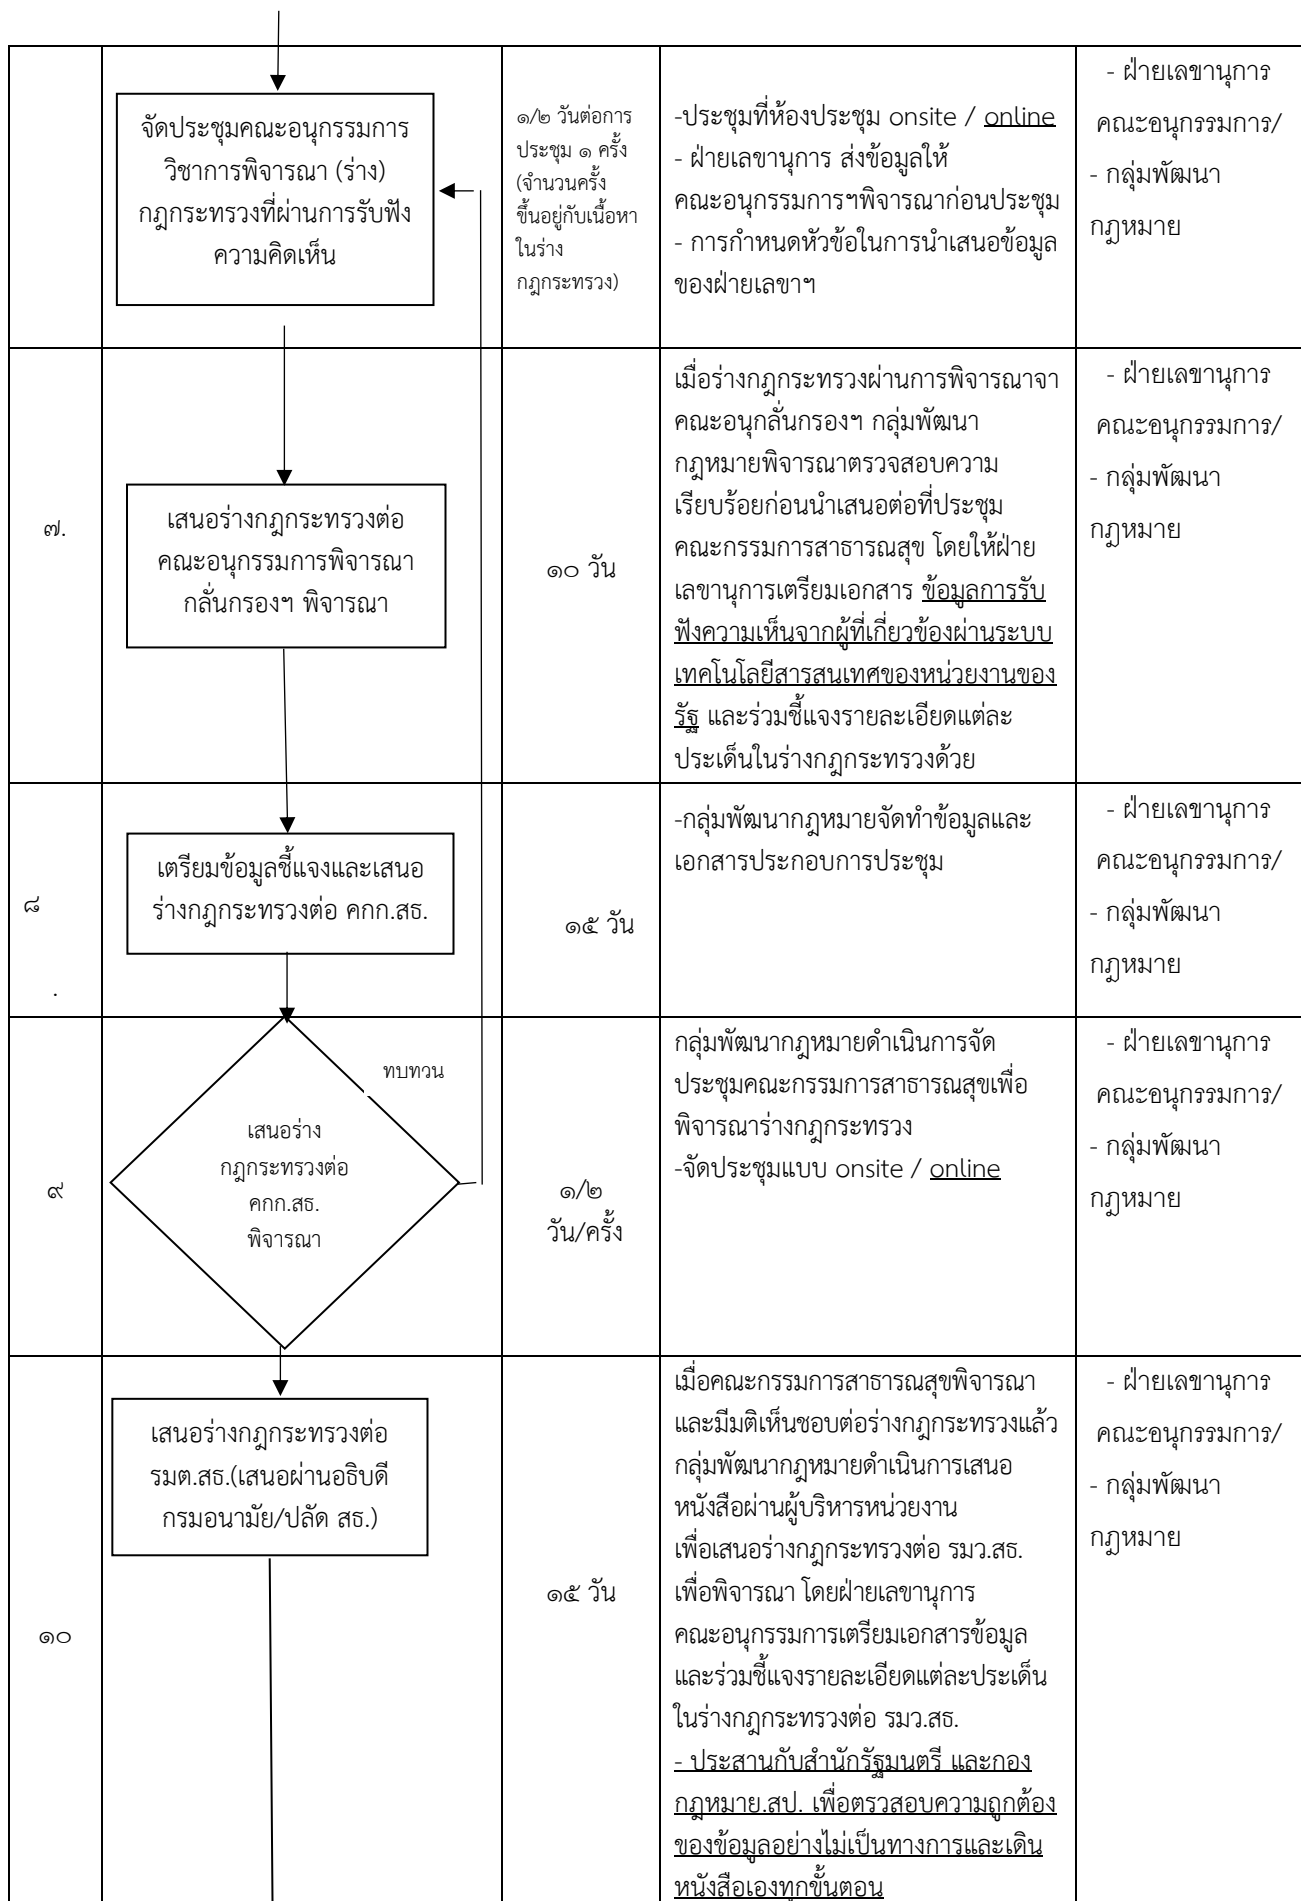 จัดประชุมคณะอนุกรรมการ
วิชาการพิจารณา (ร่าง)
กฎกระทรวงที่ผ่านการรับฟัง
ความคิดเห็น
๑/๒ วันต่อการ
ประชุม ๑ ครั้ง
(จำนวนครั้ง
ขึ้นอยู่กับเนื้อหา
ในร่าง
กฎกระทรวง)
-ประชุมที่ห้องประชุม onsite / online
- ฝ่ายเลขานุการ ส่งข้อมูลให้
คณะอนุกรรมการฯพิจารณาก่อนประชุม
- การกำหนดหัวข้อในการนำเสนอข้อมูล
ของฝ่ายเลขาฯ
- ฝ่ายเลขานุการ
คณะอนุกรรมการ/
- กลุ่มพัฒนา
กฎหมาย
๗.
เสนอร่างกฎกระทรวงต่อ
คณะอนุกรรมการพิจารณา
กลั่นกรองฯ พิจารณา
๑๐ วัน
เมื่อร่างกฎกระทรวงผ่านการพิจารณาจา
คณะอนุกลั่นกรองฯ กลุ่มพัฒนา
กฎหมายพิจารณาตรวจสอบความ
เรียบร้อยก่อนนำเสนอต่อที่ประชุม
คณะกรรมการสาธารณสุข โดยให้ฝ่าย
เลขานุการเตรียมเอกสาร ข้อมูลการรับ
ฟังความเห็นจากผู้ที่เกี่ยวข้องผ่านระบบ
เทคโนโลยีสารสนเทศของหน่วยงานของ
รัฐ และร่วมชี้แจงรายละเอียดแต่ละ
ประเด็นในร่างกฎกระทรวงด้วย
- ฝ่ายเลขานุการ
คณะอนุกรรมการ/
- กลุ่มพัฒนา
กฎหมาย
๘
.
เตรียมข้อมูลชี้แจงและเสนอ
ร่างกฎกระทรวงต่อ คกก.สธ.
๑๕ วัน
-กลุ่มพัฒนากฎหมายจัดทำข้อมูลและ
เอกสารประกอบการประชุม
- ฝ่ายเลขานุการ
คณะอนุกรรมการ/
- กลุ่มพัฒนา
กฎหมาย
๙
ทบทวน
เสนอร่าง
กฎกระทรวงต่อ
คกก.สธ.
พิจารณา
๑/๒
วัน/ครั้ง
กลุ่มพัฒนากฎหมายดำเนินการจัด
ประชุมคณะกรรมการสาธารณสุขเพื่อ
พิจารณาร่างกฎกระทรวง
-จัดประชุมแบบ onsite / online
- ฝ่ายเลขานุการ
คณะอนุกรรมการ/
- กลุ่มพัฒนา
กฎหมาย
๑๐
เสนอร่างกฎกระทรวงต่อ
รมต.สธ.(เสนอผ่านอธิบดี
กรมอนามัย/ปลัด สธ.)
๑๕ วัน
เมื่อคณะกรรมการสาธารณสุขพิจารณา
และมีมติเห็นชอบต่อร่างกฎกระทรวงแล้ว
กลุ่มพัฒนากฎหมายดำเนินการเสนอ
หนังสือผ่านผู้บริหารหน่วยงาน
เพื่อเสนอร่างกฎกระทรวงต่อ รมว.สธ.
เพื่อพิจารณา โดยฝ่ายเลขานุการ
คณะอนุกรรมการเตรียมเอกสารข้อมูล
และร่วมชี้แจงรายละเอียดแต่ละประเด็น
ในร่างกฎกระทรวงต่อ รมว.สธ.
- ประสานกับสำนักรัฐมนตรี และกอง
กฎหมาย.สป. เพื่อตรวสอบความถูกต้อง
ของข้อมูลอย่างไม่เป็นทางการและเดิน
หนังสือเองทุกขั้นตอน
- ฝ่ายเลขานุการ
คณะอนุกรรมการ/
- กลุ่มพัฒนา
กฎหมาย